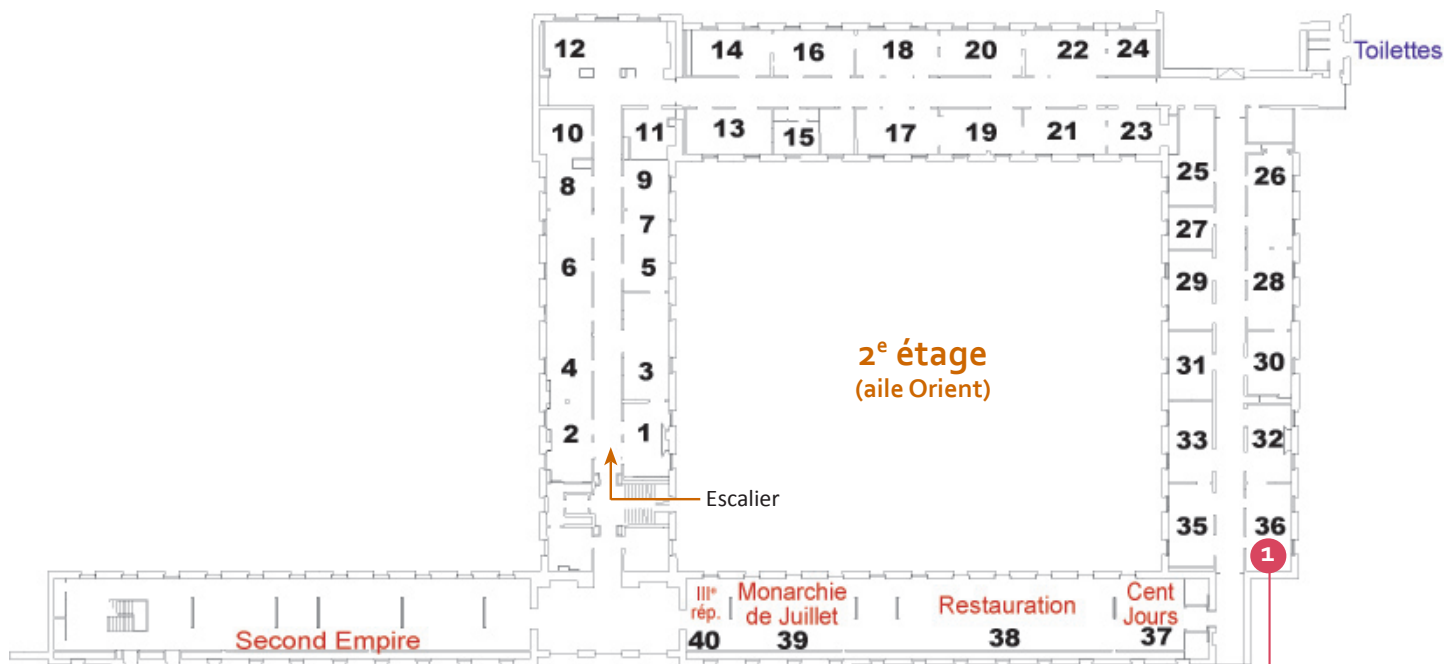 12
14 16 18 20 22 24
Toilettes
10 11 13 15 17 19 21 23
8 9
25 26
7
27
6 5
29 28
2e étage
(aile Orient)
4 3
31 30
2 1
33 32
Escalier
35 36
1
IIIe
rép.
40
Monarchie
de Juillet
39
Restauration
38
Cent
Jours
37
Second Empire